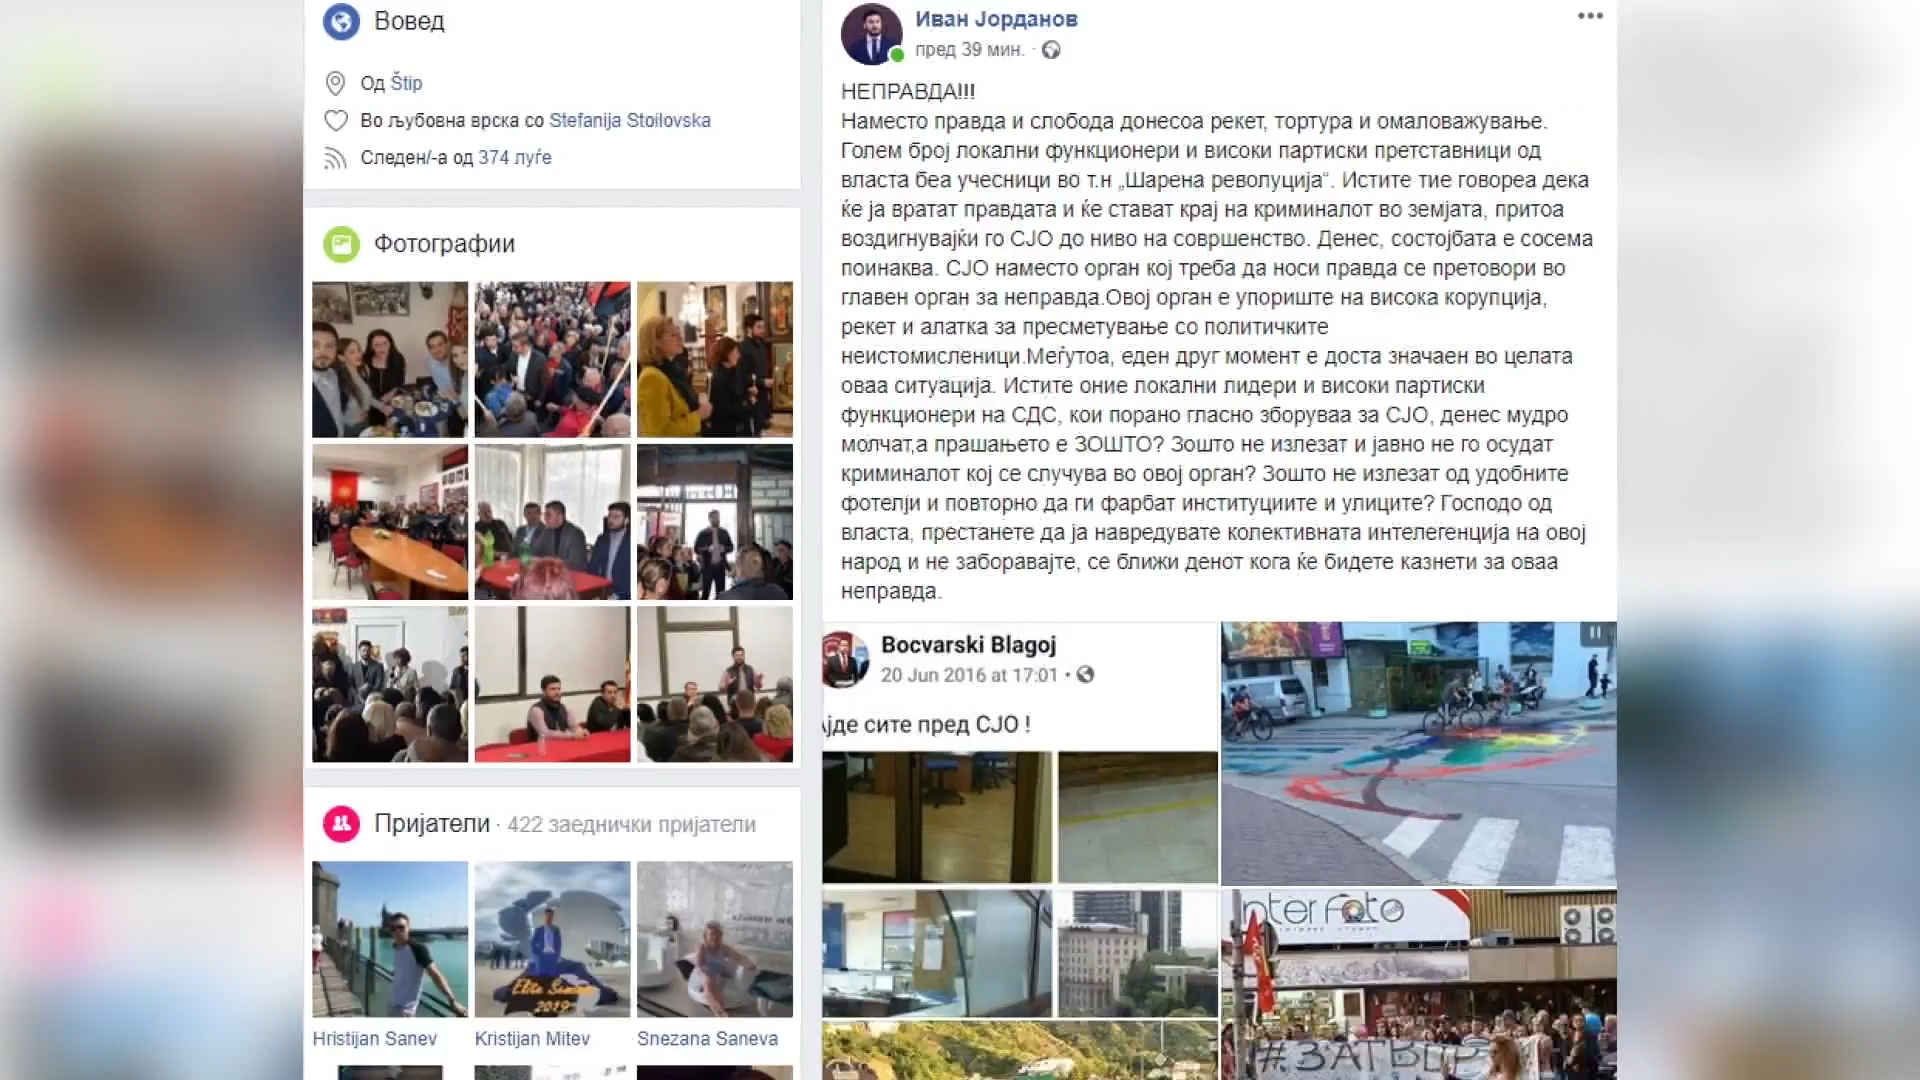 Вовед
Од Štip
Во љубовна врска со Stefanija Stoilovska
Следен/-а од 374 луѓе
Фотографии
Пријатели · 422 заеднички пријатели
Hristijan Sanev
Elite
2019
Kristijan Mitev
Snezana Saneva
Иван Јорданов
пред 39 мин. ·
НЕПРАВДА!!!
Наместо правда и слобода донесоа рекет, тортура и омаловажување.
Голем број локални функционери и високи партиски претставници од
власта беа учесници во т.н „Шарена револуција“. Истите тие говореа дека
ќе ја вратат правдата и ќе стават крај на криминалот во земјата, притоа
воздигнувајќи го СЈО до ниво на совршенство. Денес, состојбата е сосема
поинаква. СЈО наместо орган кој треба да носи правда се претовори во
главен орган за неправда.Овој орган е упориште на висока корупција,
рекет и алатка за пресметување со политичките
неистомисленици.Меѓутоа, еден друг момент е доста значаен во целата
оваа ситуација. Истите оние локални лидери и високи партиски
функционери на СДС, кои порано гласно зборуваа за СЈО, денес мудро
молчат,а прашањето е ЗОШТО? Зошто не излезат и јавно не го осудат
криминалот кој се случува во овој орган? Зошто не излезат од удобните
фотелји и повторно да ги фарбат институциите и улиците? Господо од
власта, престанете да ја навредувате колективната интелегенција на овој
народ и не заборавајте, се ближи денот кога ќе бидете казнети за оваа
неправда.
Bocvarski Blagoj
20 Jun 2016 at 17:01 ·
јде сите пред СЈО !
nter Foto